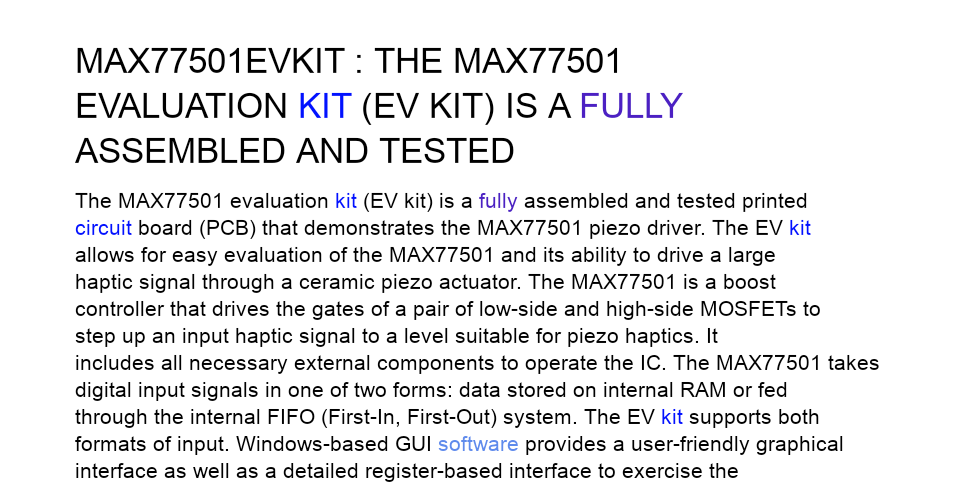 MAX77501EVKIT : THE MAX77501
EVALUATION KIT (EV KIT) IS A FULLY
ASSEMBLED AND TESTED
The MAX77501 evaluation kit (EV kit) is a fully assembled and tested printed
circuit board (PCB) that demonstrates the MAX77501 piezo driver. The EV kit
allows for easy evaluation of the MAX77501 and its ability to drive a large
haptic signal through a ceramic piezo actuator. The MAX77501 is a boost
controller that drives the gates of a pair of low-side and high-side MOSFETs to
step up an input haptic signal to a level suitable for piezo haptics. It
includes all necessary external components to operate the IC. The MAX77501 takes
digital input signals in one of two forms: data stored on internal RAM or fed
through the internal FIFO (First-In, First-Out) system. The EV kit supports both
formats of input. Windows-based GUI software provides a user-friendly graphical
interface as well as a detailed register-based interface to exercise the